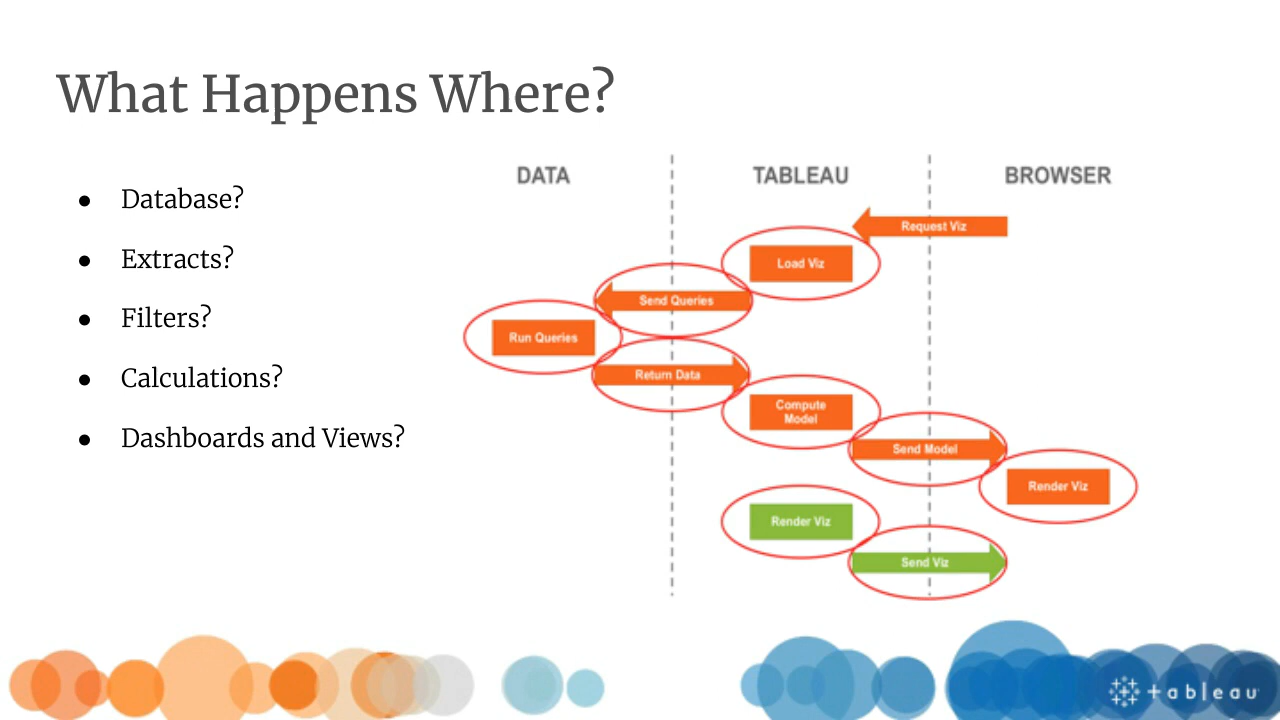 What Happens Where?
● Database?
● Extracts?
● Filters?
● Calculations?
● Dashboards and Views?
DATA
TABLEAU
BROWSER
Request Viz
Load Viz
Send Queries
Run Queries
Return Data
Compute
Model
Send Model
Render Viz
Render Viz
Send Viz
tableau